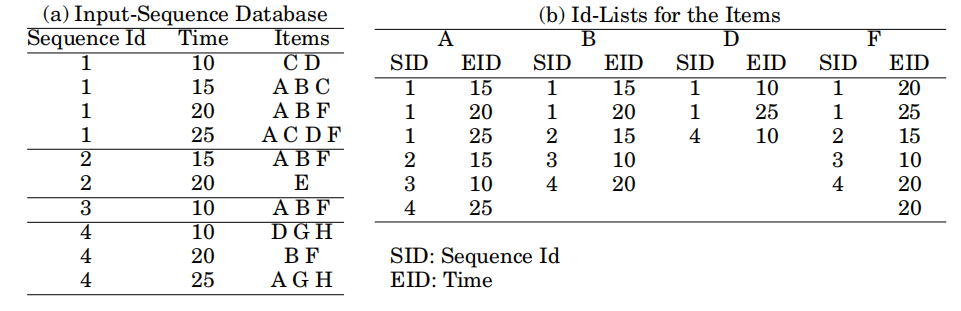 (a) Input-Sequence Database
Sequence Id Time Items
1 10 C D
1 15 A B C
1 20 A B F
1 25 A C D F
2 15 A B F
2 20 E
3 10 A B F
4 10 D G H
4 20 B F
4 25 A G H
(b) Id-Lists for the Items
A B D F
SID EID SID EID SID EID SID EID
1 15 1 15 1 10 1 20
1 20 1 20 1 25 1 25
1 25 2 15 4 10 2 15
2 15 3 10 3 10
3 10 4 20 4 20
4 25 20
SID: Sequence Id
EID: Time